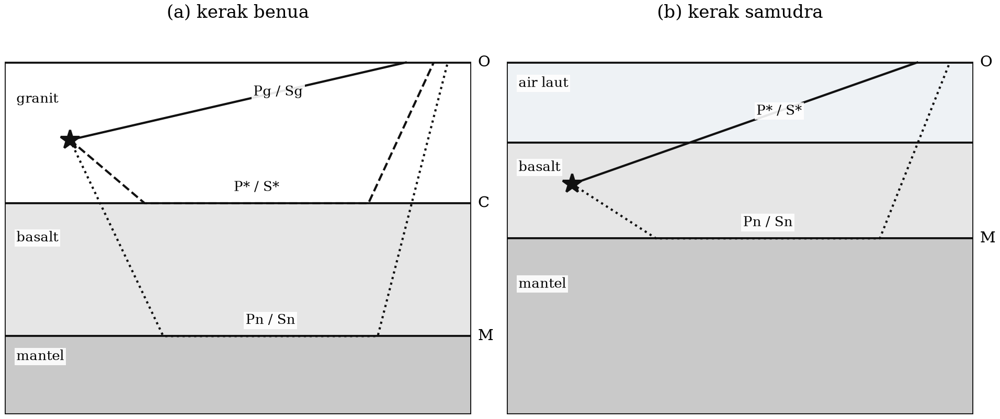 (a) kerak benua
O
granit
Pg / Sg
P* / S*
C
basalt
Pn / Sn
M
mantel
(b) kerak samudra
O
air laut
P* / S*
basalt
Pn / Sn
M
mantel